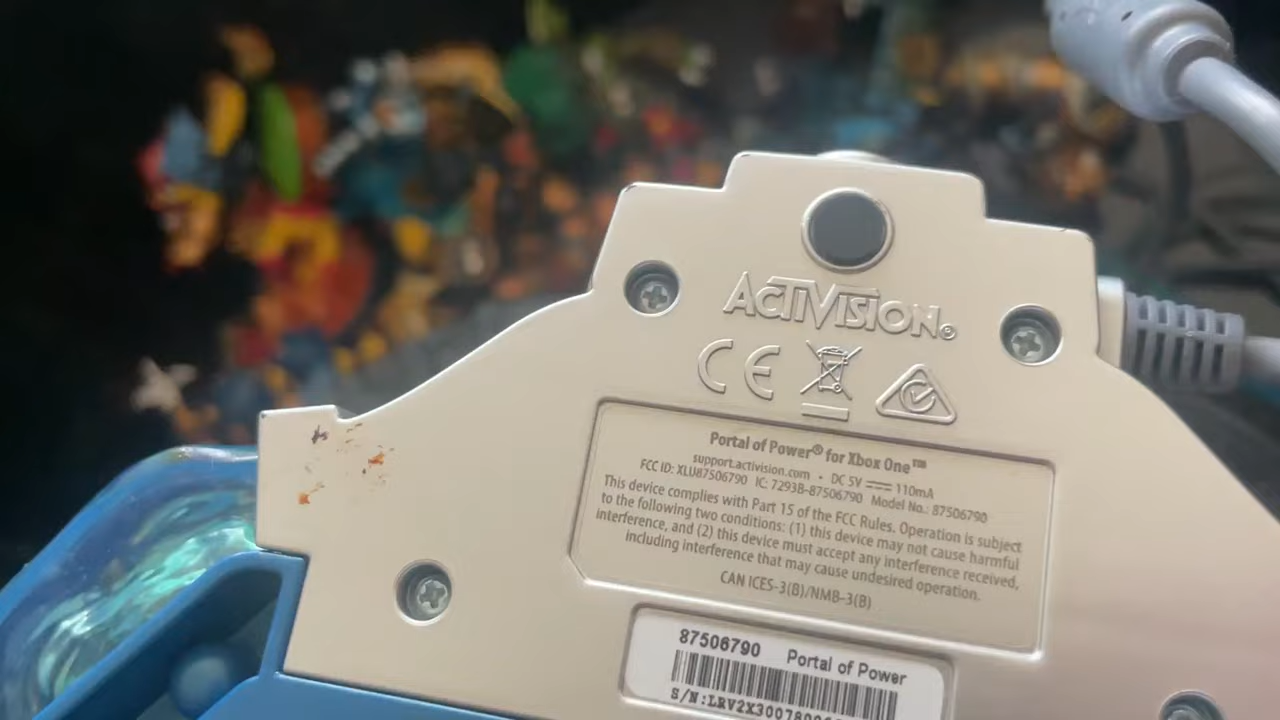 ACTIVISION®
CE
Portal of Power® for Xbox One™
support.activision.com • DC 5V ⎓ 110mA
FCC ID: XLU87506790 IC: 7293B-87506790 Model No.: 87506790
This device complies with Part 15 of the FCC Rules. Operation is subject
to the following two conditions: (1) this device may not cause harmful
interference, and (2) this device must accept any interference received,
including interference that may cause undesired operation.
CAN ICES-3(B)/NMB-3(B)
87506790 Portal of Power